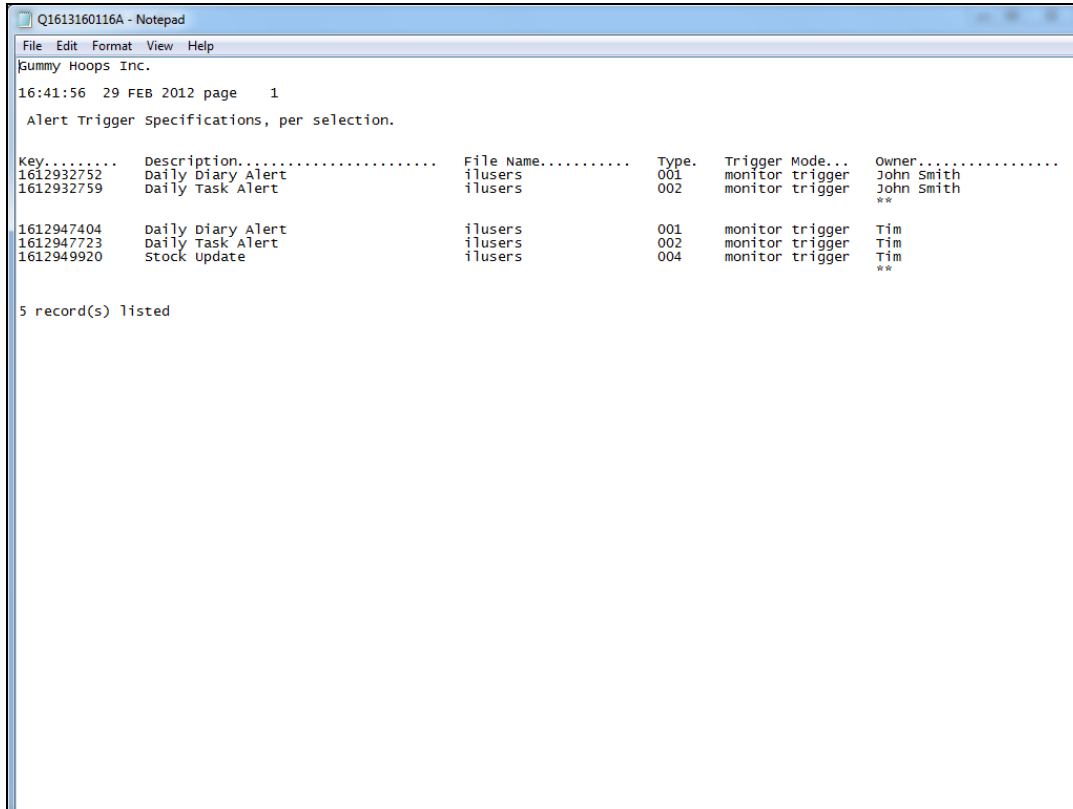 Q1613160116A - Notepad
File Edit Format View Help
Gummy Hoops Inc.
16:41:56  29 FEB 2012 page    1
Alert Trigger Specifications, per selection.
Key......... Description........................ File Name........... Type. Trigger Mode... Owner.................
1612932752 Daily Diary Alert ilusers 001 monitor trigger John Smith
1612932759 Daily Task Alert ilusers 002 monitor trigger John Smith
**
1612947404 Daily Diary Alert ilusers 001 monitor trigger Tim
1612947723 Daily Task Alert ilusers 002 monitor trigger Tim
1612949920 Stock Update ilusers 004 monitor trigger Tim
**
5 record(s) listed